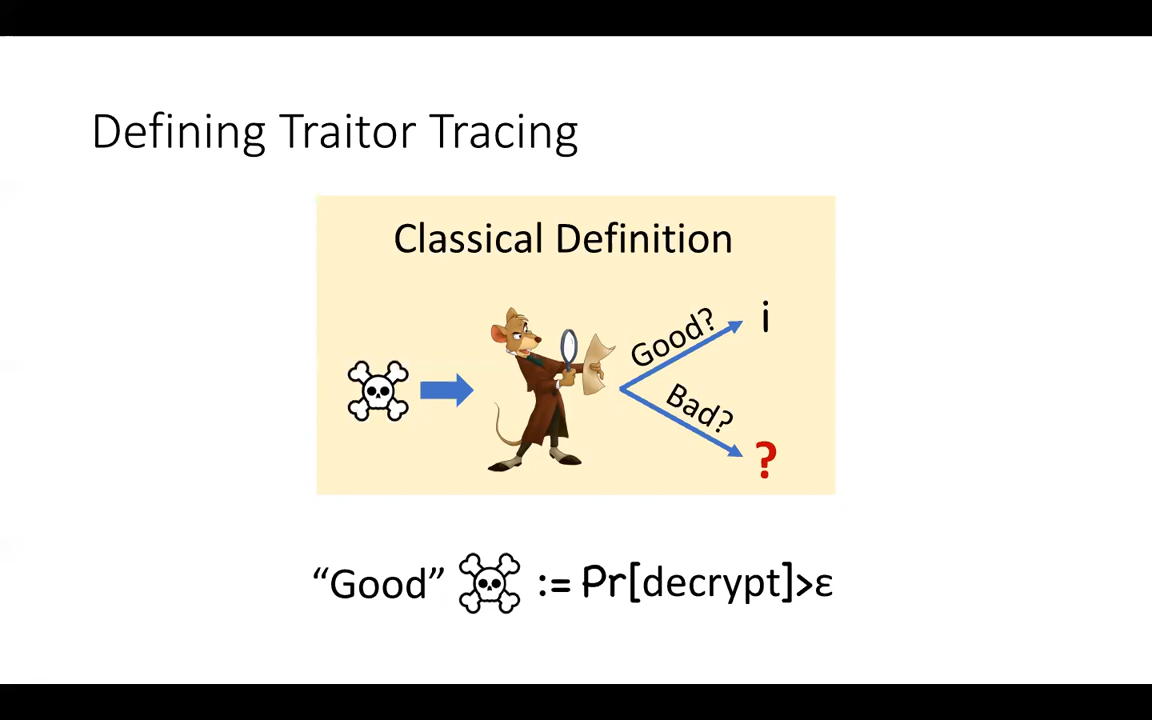 Defining Traitor Tracing
Classical Definition
Good?
i
Bad?
?
“Good” := Pr[decrypt]>ε